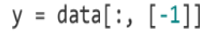 y = data[:, [-1]]